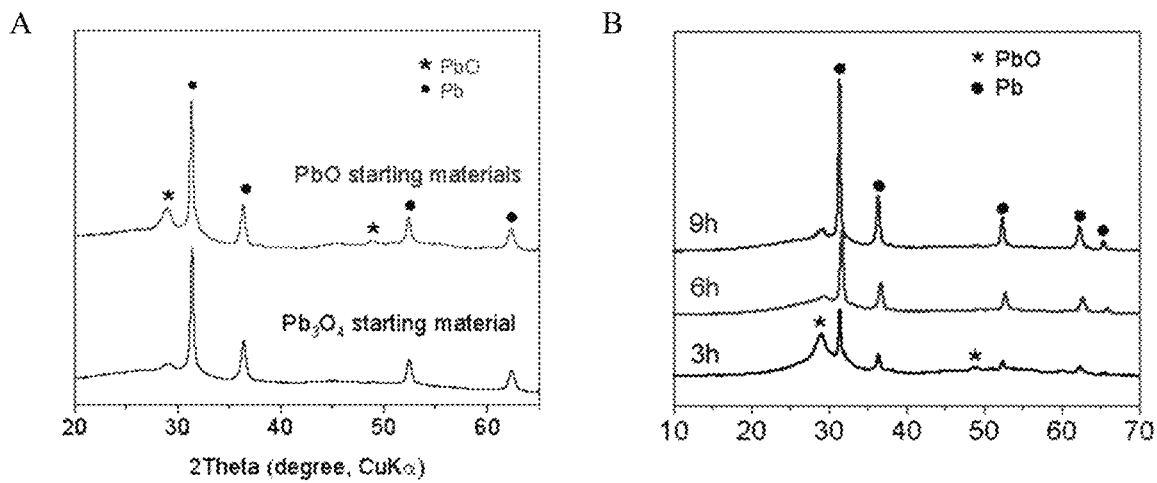 A
★ PbO
● Pb
PbO starting materials
Pb₃O₄ starting material
20 30 40 50 60
2Theta (degree, CuKα)
B
★ PbO
● Pb
9h
6h
3h
10 20 30 40 50 60 70